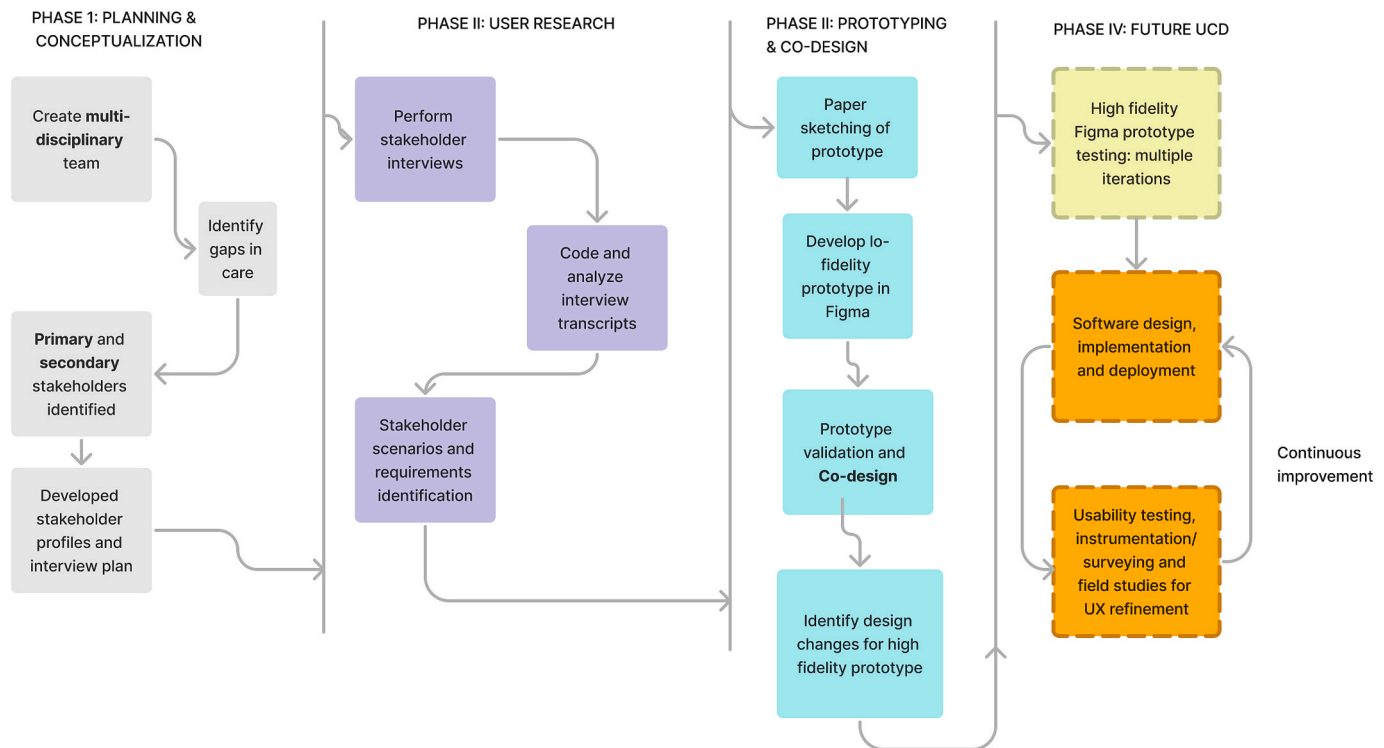 PHASE 1: PLANNING &
CONCEPTUALIZATION
Create multi-
disciplinary
team
Identify
gaps in
care
Primary and
secondary
stakeholders
identified
Developed
stakeholder
profiles and
interview plan
PHASE II: USER RESEARCH
Perform
stakeholder
interviews
Code and
analyze
interview
transcripts
Stakeholder
scenarios and
requirements
identification
PHASE II: PROTOTYPING
& CO-DESIGN
Paper
sketching of
prototype
Develop lo-
fidelity
prototype in
Figma
Prototype
validation and
Co-design
Identify design
changes for high
fidelity prototype
PHASE IV: FUTURE UCD
High fidelity
Figma prototype
testing: multiple
iterations
Software design,
implementation
and deployment
Usability testing,
instrumentation/
surveying and
field studies for
UX refinement
Continuous
improvement